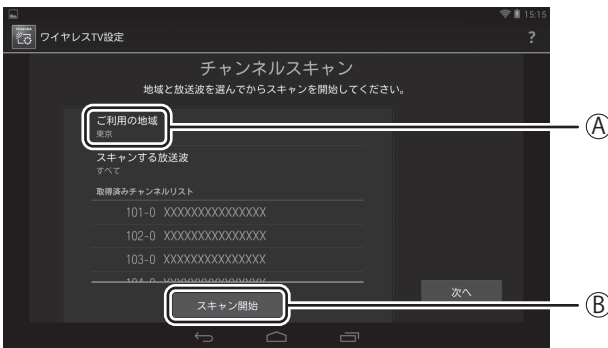 15:15
TOSHIBA
ワイヤレスTV設定
?
チャンネルスキャン
地域と放送波を選んでからスキャンを開始してください。
ご利用の地域
東京
Ⓐ
スキャンする放送波
すべて
取得済みチャンネルリスト
101-0 XXXXXXXXXXXXXXX
102-0 XXXXXXXXXXXXXXX
103-0 XXXXXXXXXXXXXXX
104-0 XXXXXXXXXXXXXXX
スキャン開始
次へ
Ⓑ